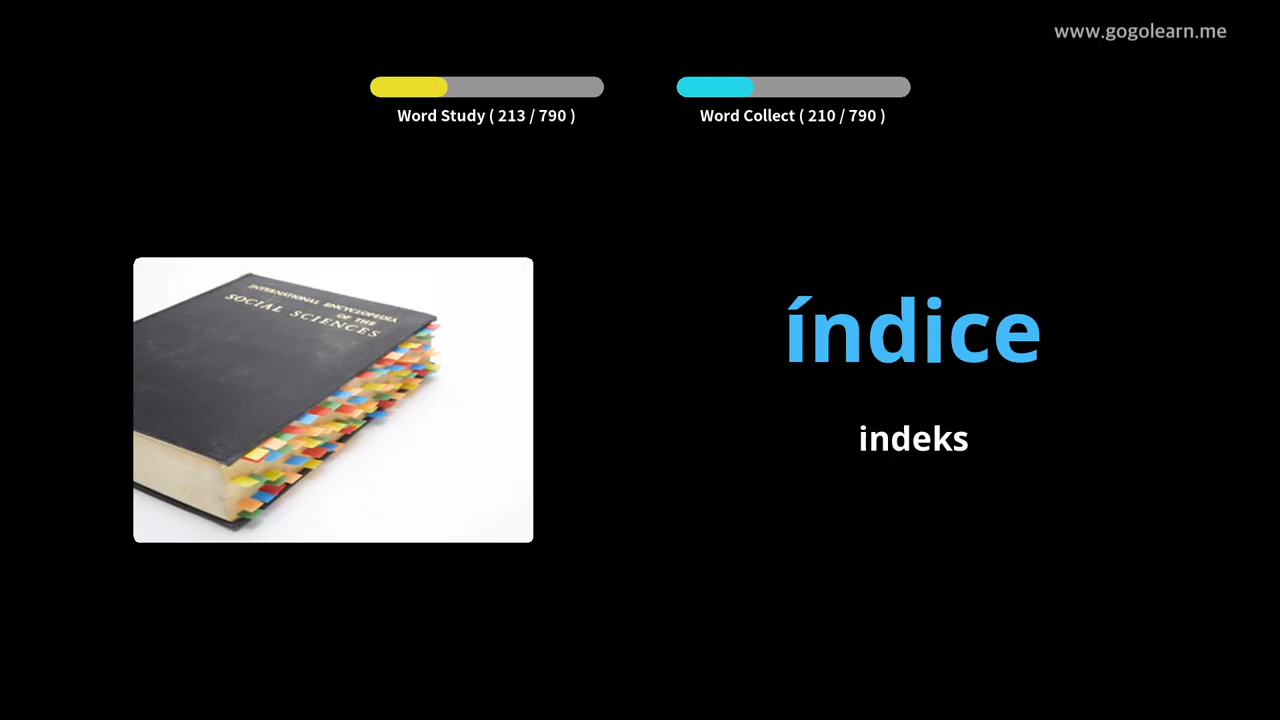 www.gogolearn.me
Word Study ( 213 / 790 )
Word Collect ( 210 / 790 )
INTERNATIONAL ENCYCLOPEDIA
OF THE
SOCIAL SCIENCES
índice
indeks